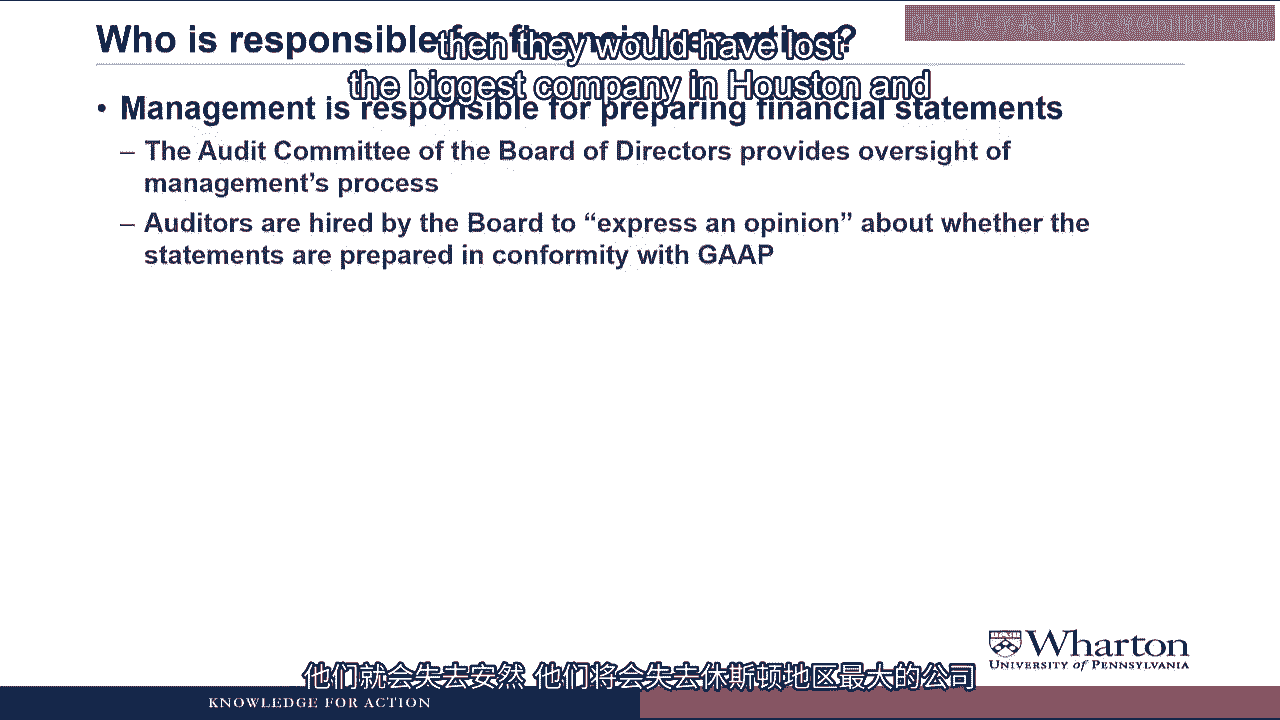 Who is responsible for financial reporting?
then they would have lost
the biggest company in Houston and
• Management is responsible for preparing financial statements
– The Audit Committee of the Board of Directors provides oversight of
management's process
– Auditors are hired by the Board to “express an opinion” about whether the
statements are prepared in conformity with GAAP
Wharton
UNIVERSITY of PENNSYLVANIA
他们就会失去安然 他们将会失去休斯顿地区最大的公司
KNOWLEDGE FOR ACTION